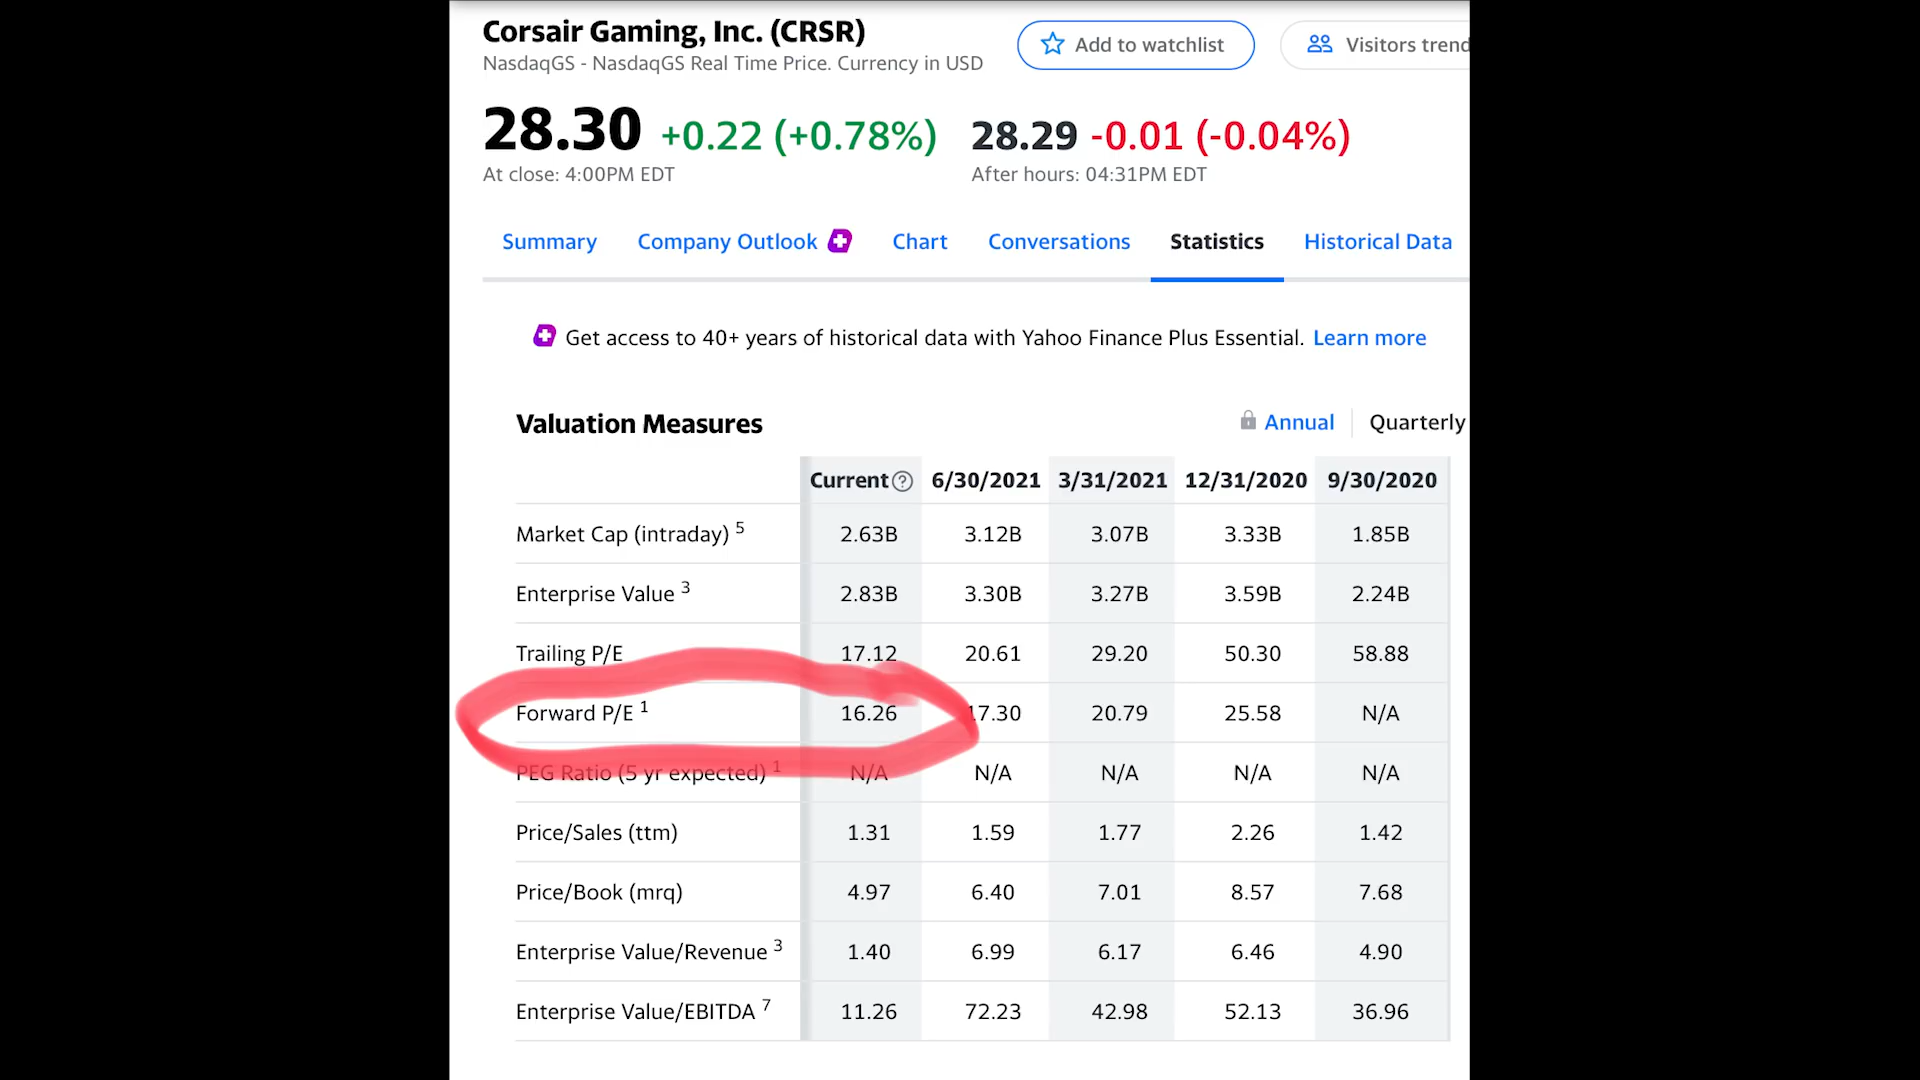 Corsair Gaming, Inc. (CRSR)
NasdaqGS - NasdaqGS Real Time Price. Currency in USD
Add to watchlist
Visitors trend
28.30 +0.22 (+0.78%) 28.29 -0.01 (-0.04%)
At close: 4:00PM EDT After hours: 04:31PM EDT
Summary Company Outlook Chart Conversations Statistics Historical Data
Get access to 40+ years of historical data with Yahoo Finance Plus Essential. Learn more
Valuation Measures Annual Quarterly
Current 6/30/2021 3/31/2021 12/31/2020 9/30/2020
Market Cap (intraday) 5 2.63B 3.12B 3.07B 3.33B 1.85B
Enterprise Value 3 2.83B 3.30B 3.27B 3.59B 2.24B
Trailing P/E 17.12 20.61 29.20 50.30 58.88
Forward P/E 1 16.26 17.30 20.79 25.58 N/A
PEG Ratio (5 yr expected) 1 N/A N/A N/A N/A N/A
Price/Sales (ttm) 1.31 1.59 1.77 2.26 1.42
Price/Book (mrq) 4.97 6.40 7.01 8.57 7.68
Enterprise Value/Revenue 3 1.40 6.99 6.17 6.46 4.90
Enterprise Value/EBITDA 7 11.26 72.23 42.98 52.13 36.96